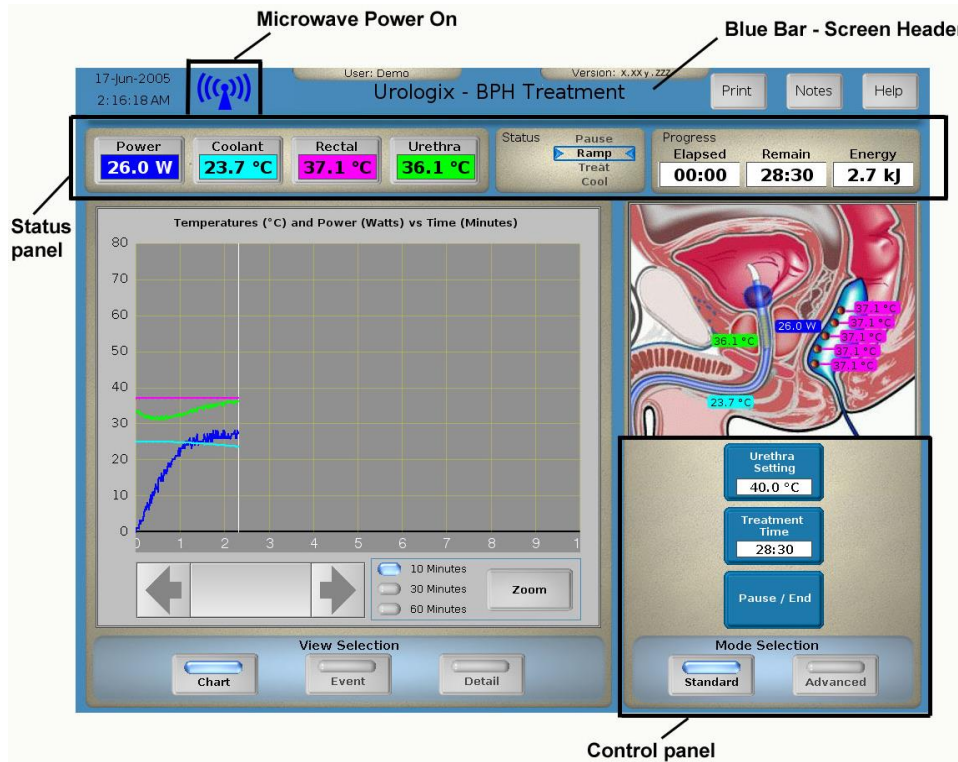 Microwave Power On
Blue Bar - Screen Header
17-Jun-2005
2:16:18 AM
User: Demo
Version: x.xx y.zzz
Urologix - BPH Treatment
Print
Notes
Help
Power
26.0 W
Coolant
23.7 °C
Rectal
37.1 °C
Urethra
36.1 °C
Status
Pause
Ramp
Treat
Cool
Progress
Elapsed
00:00
Remain
28:30
Energy
2.7 kJ
Status
panel
Temperatures (°C) and Power (Watts) vs Time (Minutes)
80
70
60
50
40
30
20
10
0
0 1 2 3 4 5 6 7 8 9 1
37.1 °C
37.1 °C
37.1 °C
37.1 °C
37.1 °C
26.0 W
36.1 °C
23.7 °C
10 Minutes
30 Minutes
60 Minutes
Zoom
Urethra
Setting
40.0 °C
Treatment
Time
28:30
Pause / End
View Selection
Chart
Event
Detail
Mode Selection
Standard
Advanced
Control panel